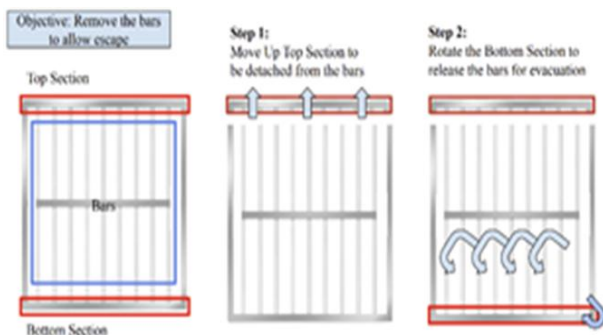 Objective: Remove the bars
to allow escape
Top Section
Bars
Bottom Section
Step 1:
Move Up Top Section to
be detached from the bars
Step 2:
Rotate the Bottom Section to
release the bars for evacuation